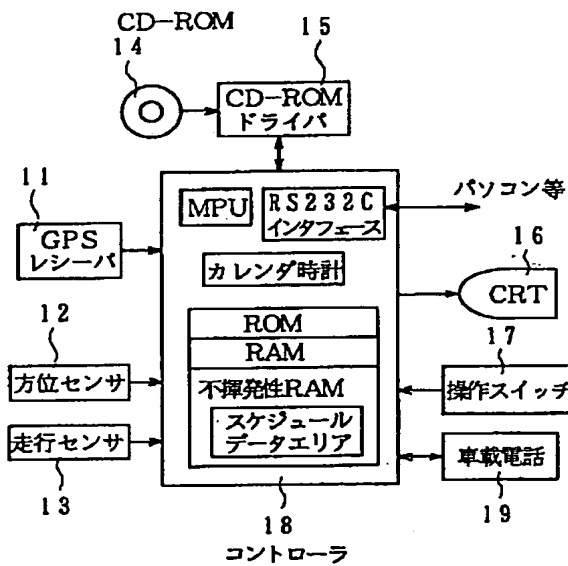 CD-ROM
14
15
CD-ROM
ドライバ
11
GPS
レシーバ
MPU
RS232C
インタフェース
パソコン等
カレンダ時計
16
CRT
12
方位センサ
ROM
RAM
不揮発性RAM
スケジュール
データエリア
17
操作スイッチ
走行センサ
13
車載電話
19
18
コントローラ